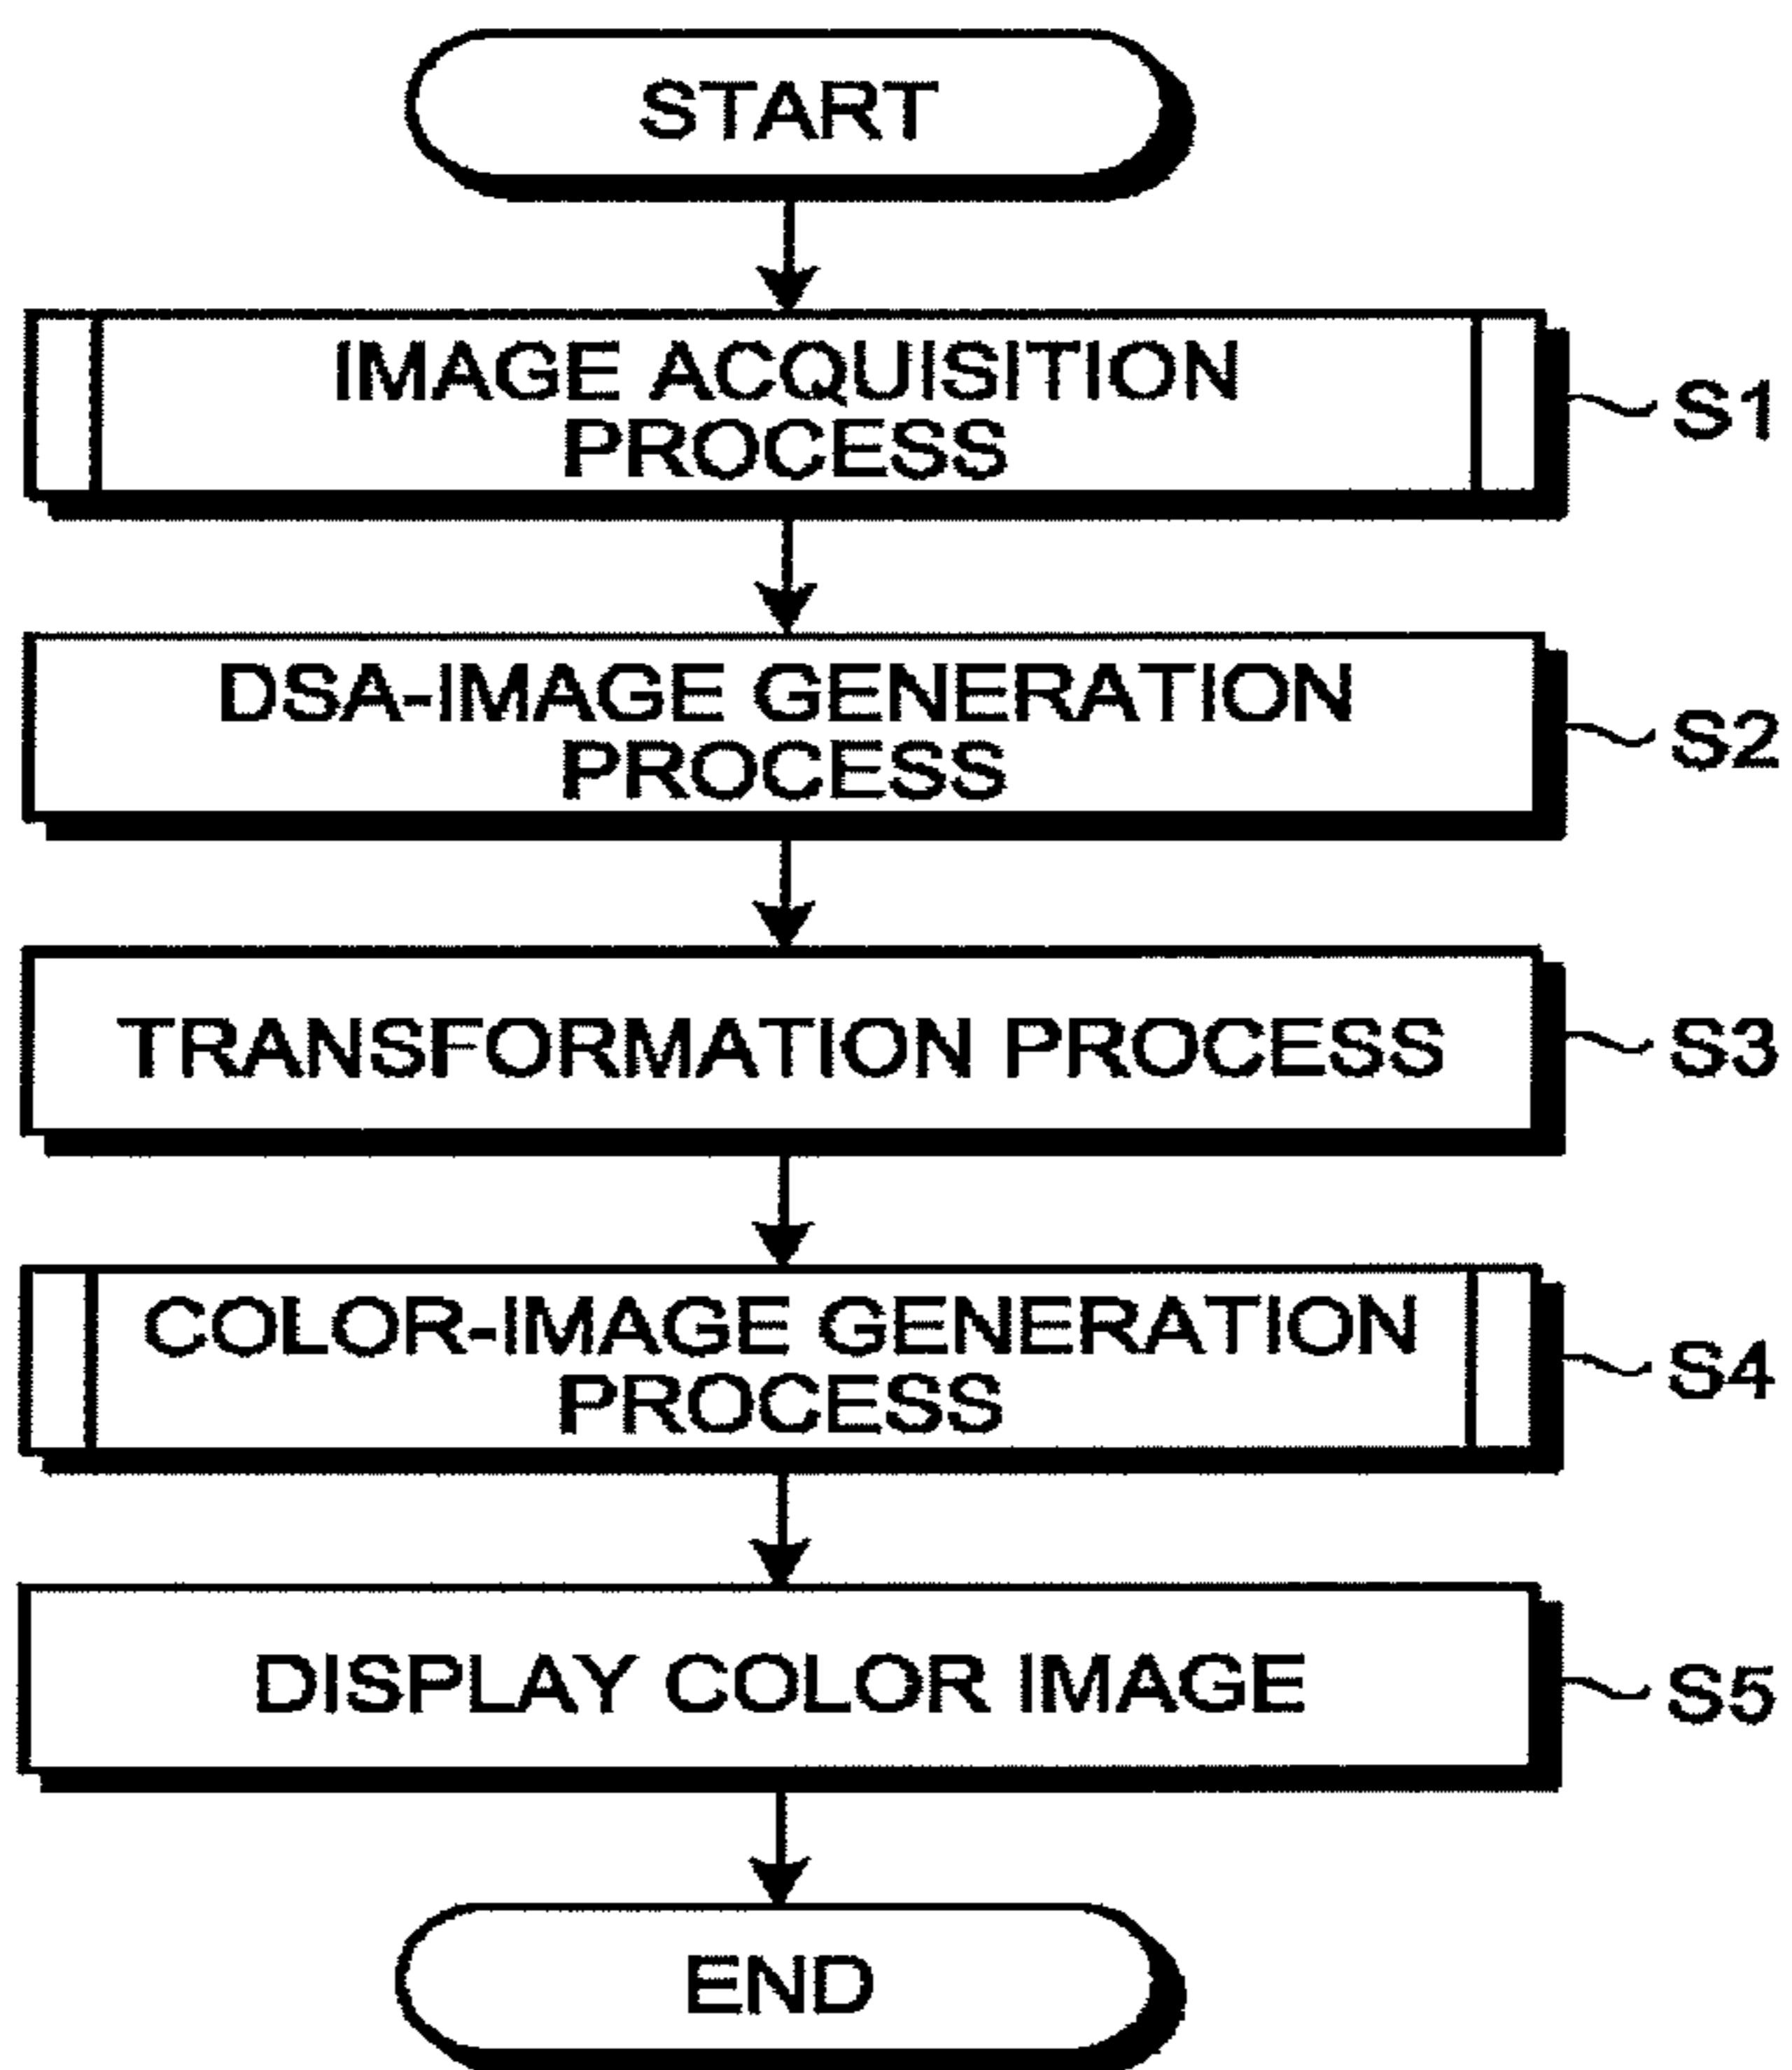 START
IMAGE ACQUISITION
PROCESS
S1
DSA-IMAGE GENERATION
PROCESS
S2
TRANSFORMATION PROCESS
S3
COLOR-IMAGE GENERATION
PROCESS
S4
DISPLAY COLOR IMAGE
S5
END